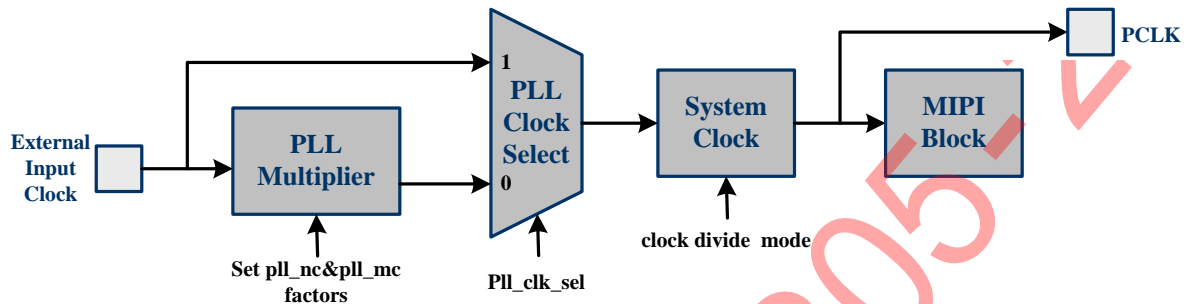 External
Input
Clock
PLL
Multiplier
Set pll_nc&pll_mc
factors
1
PLL
Clock
Select
0
Pll_clk_sel
System
Clock
clock divide mode
MIPI
Block
PCLK